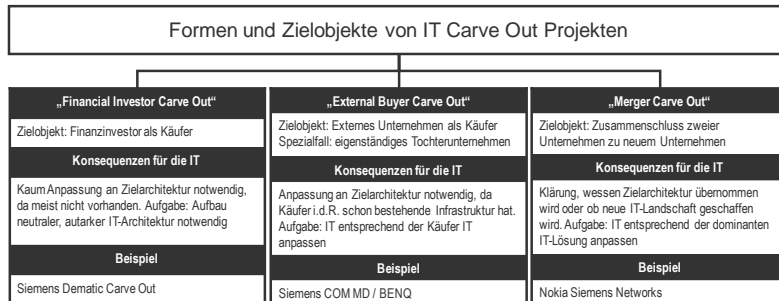 Formen und Zielobjekte von IT Carve Out Projekten
„Financial Investor Carve Out“
Zielobjekt: Finanzinvestor als Käufer
Konsequenzen für die IT
Kaum Anpassung an Zielarchitektur notwendig,
da meist nicht vorhanden. Aufgabe: Aufbau
neutraler, autarker IT-Architektur notwendig
Beispiel
Siemens Dematic Carve Out
„External Buyer Carve Out“
Zielobjekt: Externes Unternehmen als Käufer
Spezialfall: eigenständiges Tochterunternehmen
Konsequenzen für die IT
Anpassung an Zielarchitektur notwendig, da
Käufer i.d.R. schon bestehende Infrastruktur hat.
Aufgabe: IT entsprechend der Käufer IT
anpassen
Beispiel
Siemens COM MD / BENQ
„Merger Carve Out“
Zielobjekt: Zusammenschluss zweier
Unternehmen zu neuem Unternehmen
Konsequenzen für die IT
Klärung, wessen Zielarchitektur übernommen
wird oder ob neue IT-Landschaft geschaffen
wird. Aufgabe: IT entsprechend der dominanten
IT-Lösung anpassen
Beispiel
Nokia Siemens Networks